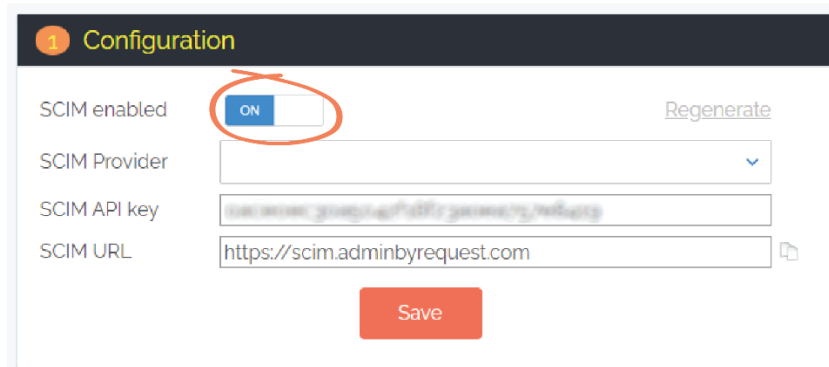 1 Configuration
SCIM enabled ON Regenerate
SCIM Provider
SCIM API key
SCIM URL https://scim.adminbyrequest.com
Save